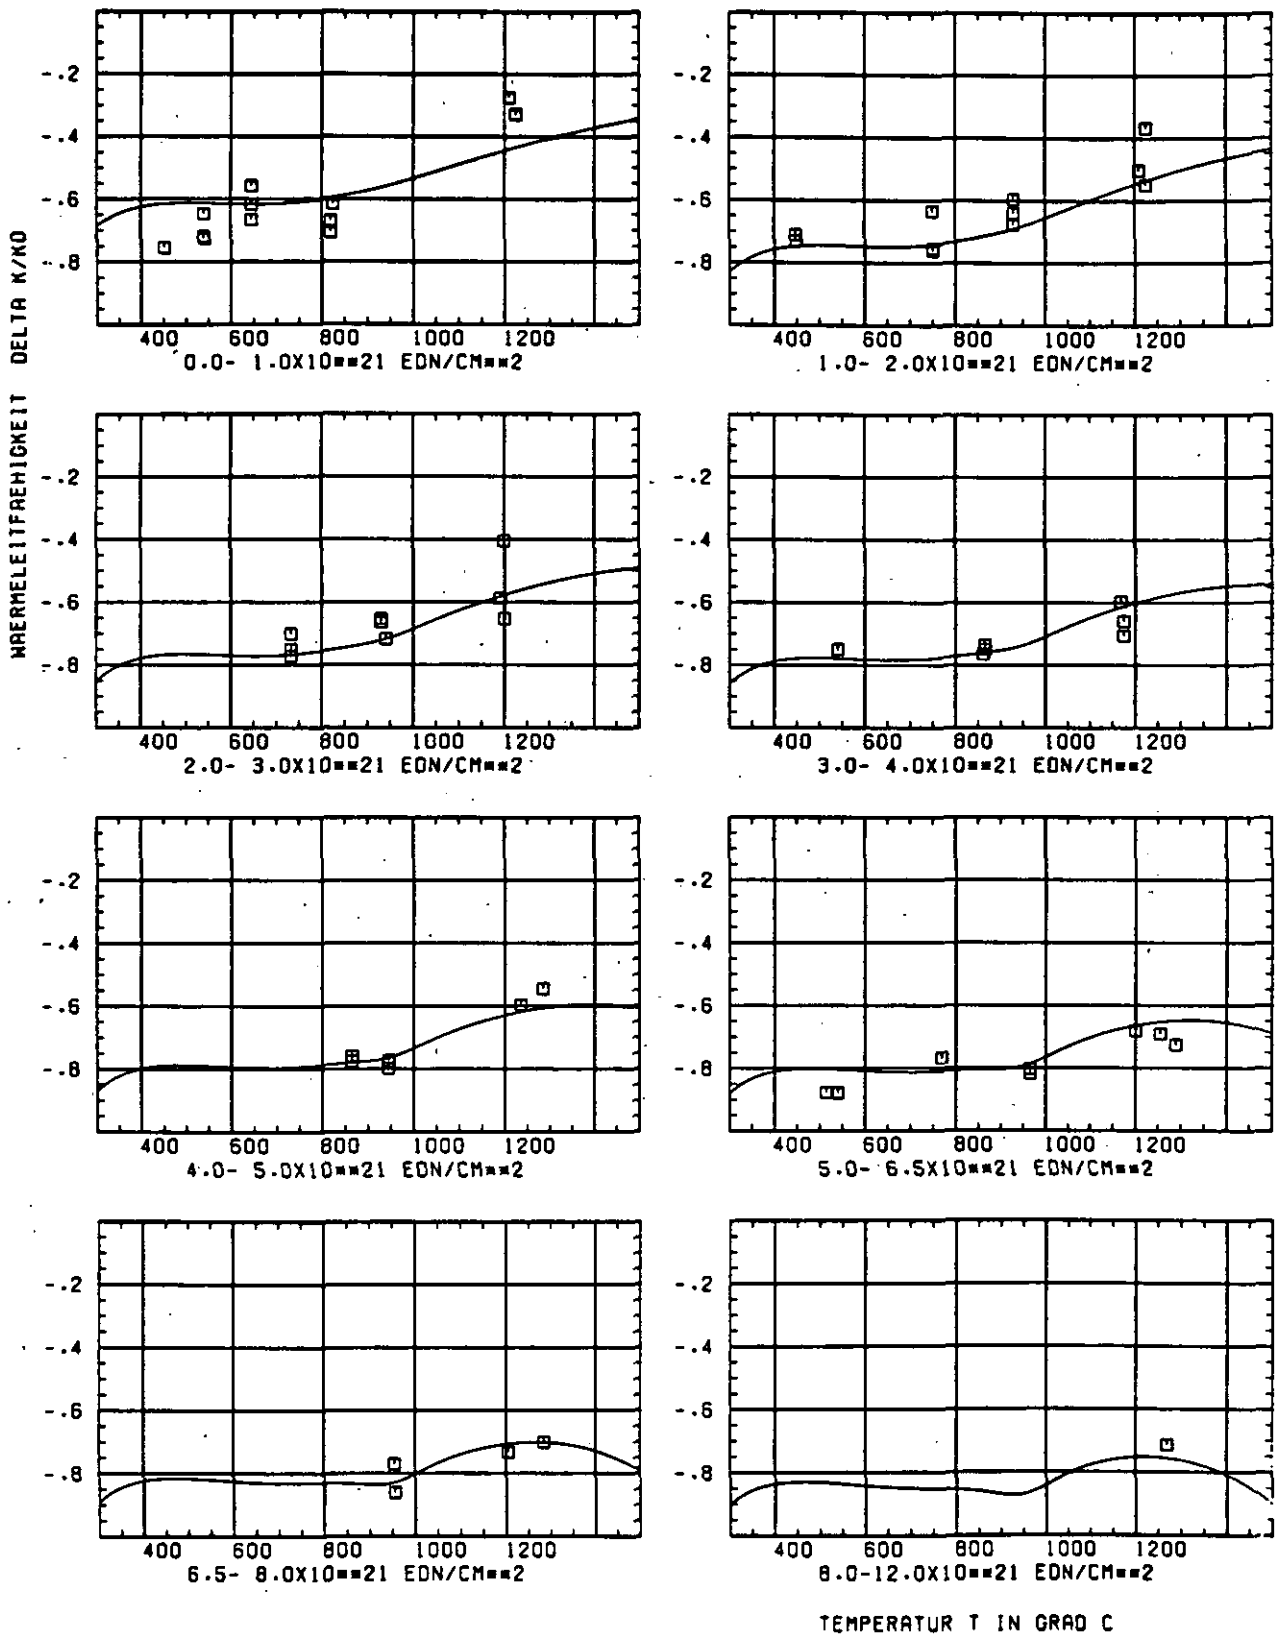 WAERMELEITFAEHIGKEIT DELTA K/KO
-.2
-.4
-.6
-.8
400 600 800 1000 1200
0.0- 1.0X10**21 EDN/CM**2
-.2
-.4
-.6
-.8
400 600 800 1000 1200
1.0- 2.0X10**21 EDN/CM**2
-.2
-.4
-.6
-.8
400 600 800 1000 1200
2.0- 3.0X10**21 EDN/CM**2
-.2
-.4
-.6
-.8
400 600 800 1000 1200
3.0- 4.0X10**21 EDN/CM**2
-.2
-.4
-.6
-.8
400 600 800 1000 1200
4.0- 5.0X10**21 EDN/CM**2
-.2
-.4
-.6
-.8
400 600 800 1000 1200
5.0- 6.5X10**21 EDN/CM**2
-.2
-.4
-.6
-.8
400 600 800 1000 1200
6.5- 8.0X10**21 EDN/CM**2
-.2
-.4
-.6
-.8
400 600 800 1000 1200
8.0-12.0X10**21 EDN/CM**2
TEMPERATUR T IN GRAD C